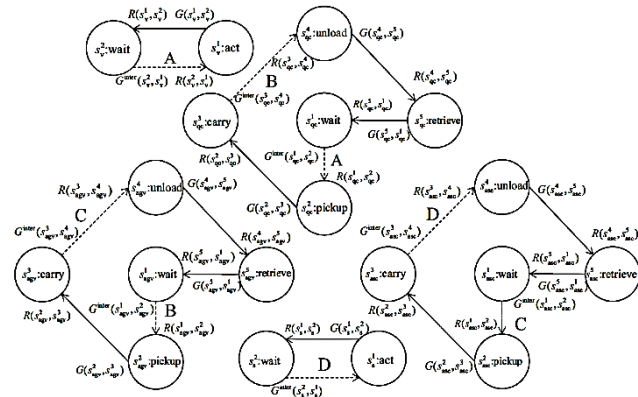 R(s_v^1, s_v^2) G(s_v^1, s_v^2)
s_v^2:wait A s_v^1:act
G^inter(s_v^2, s_v^1) R(s_v^2, s_v^1)
s_qc^4:unload G(s_qc^4, s_qc^5)
R(s_qc^3, s_qc^4)
B
G^inter(s_qc^3, s_qc^4)
R(s_qc^4, s_qc^5)
s_qc^3:carry s_qc^1:wait R(s_qc^5, s_qc^1) s_qc^5:retrieve
G(s_qc^5, s_qc^1)
R(s_qc^2, s_qc^3) G^inter(s_qc^1, s_qc^2) A
R(s_qc^1, s_qc^2)
G(s_qc^2, s_qc^3) s_qc^2:pickup
R(s_agv^3, s_agv^4) s_agv^4:unload G(s_agv^4, s_agv^5)
C
G^inter(s_agv^3, s_agv^4)
R(s_agv^4, s_agv^5)
s_agv^3:carry s_agv^1:wait R(s_agv^5, s_agv^1) s_agv^5:retrieve
G(s_agv^5, s_agv^1)
G^inter(s_agv^1, s_agv^2) B
R(s_agv^2, s_agv^3) R(s_agv^1, s_agv^2)
G(s_agv^2, s_agv^3) s_agv^2:pickup
R(s_s^1, s_s^2) G(s_s^1, s_s^2)
s_s^2:wait D s_s^1:act
G^inter(s_s^2, s_s^1)
R(s_asc^3, s_asc^4) s_asc^4:unload G(s_asc^4, s_asc^5)
D
G^inter(s_asc^3, s_asc^4)
R(s_asc^4, s_asc^5)
s_asc^3:carry s_asc^1:wait R(s_asc^5, s_asc^1) s_asc^5:retrieve
G(s_asc^5, s_asc^1)
G^inter(s_asc^1, s_asc^2)
R(s_asc^2, s_asc^3) R(s_asc^1, s_asc^2) C
G(s_asc^2, s_asc^3) s_asc^2:pickup